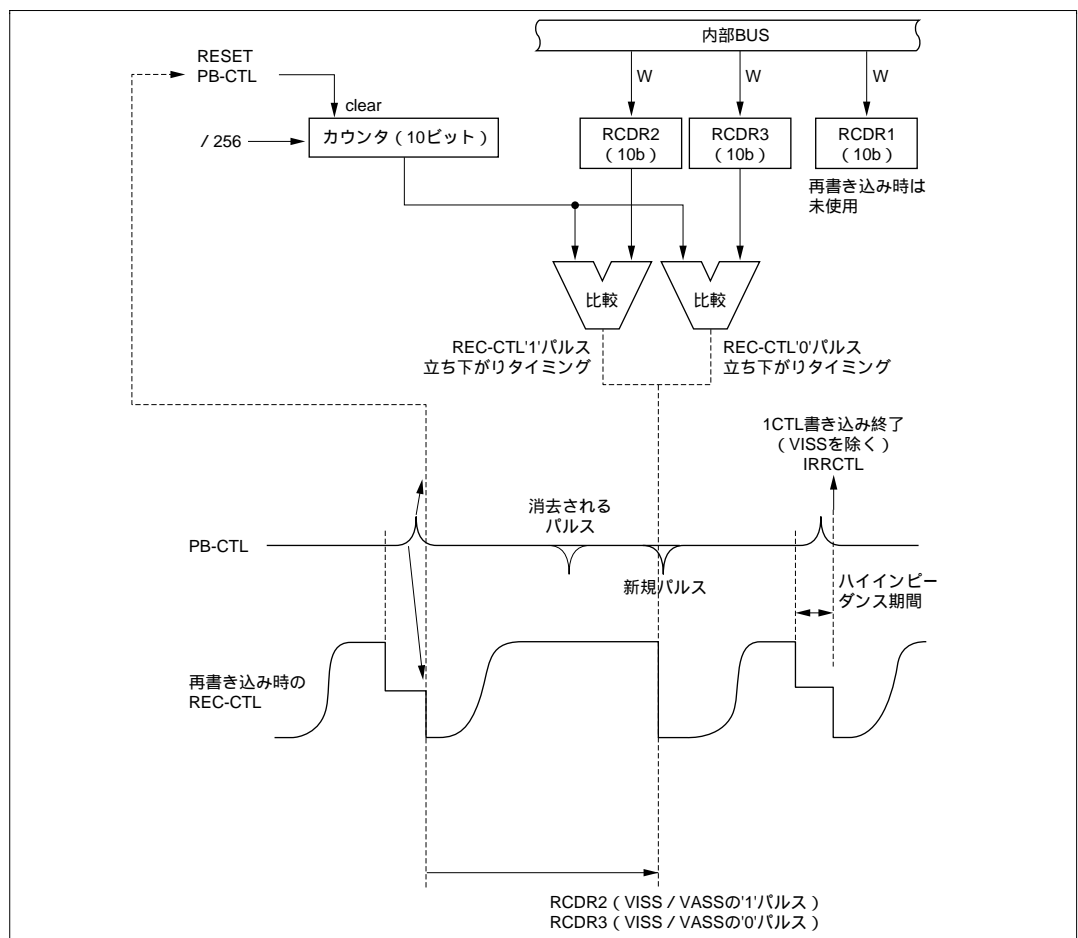 内部BUS
RESET
PB-CTL
clear
/ 256
カウンタ(10ビット)
W
W
W
RCDR2
(10b)
RCDR3
(10b)
RCDR1
(10b)
再書き込み時は
未使用
比較
比較
REC-CTL'1'パルス
立ち下がりタイミング
REC-CTL'0'パルス
立ち下がりタイミング
1CTL書き込み終了
(VISSを除く)
IRRCTL
消去される
パルス
PB-CTL
新規パルス
ハイインピー
ダンス期間
再書き込み時の
REC-CTL
RCDR2(VISS/VASSの'1'パルス)
RCDR3(VISS/VASSの'0'パルス)